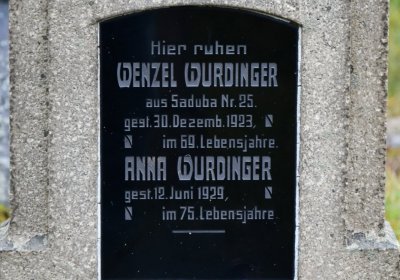 Hier ruhen
WENZEL WURDINGER
aus Saduba Nr. 25.
gest. 30. Dezemb. 1923,
im 69. Lebensjahre.
ANNA WURDINGER
gest. 12. Juni 1929,
im 75. Lebensjahre.